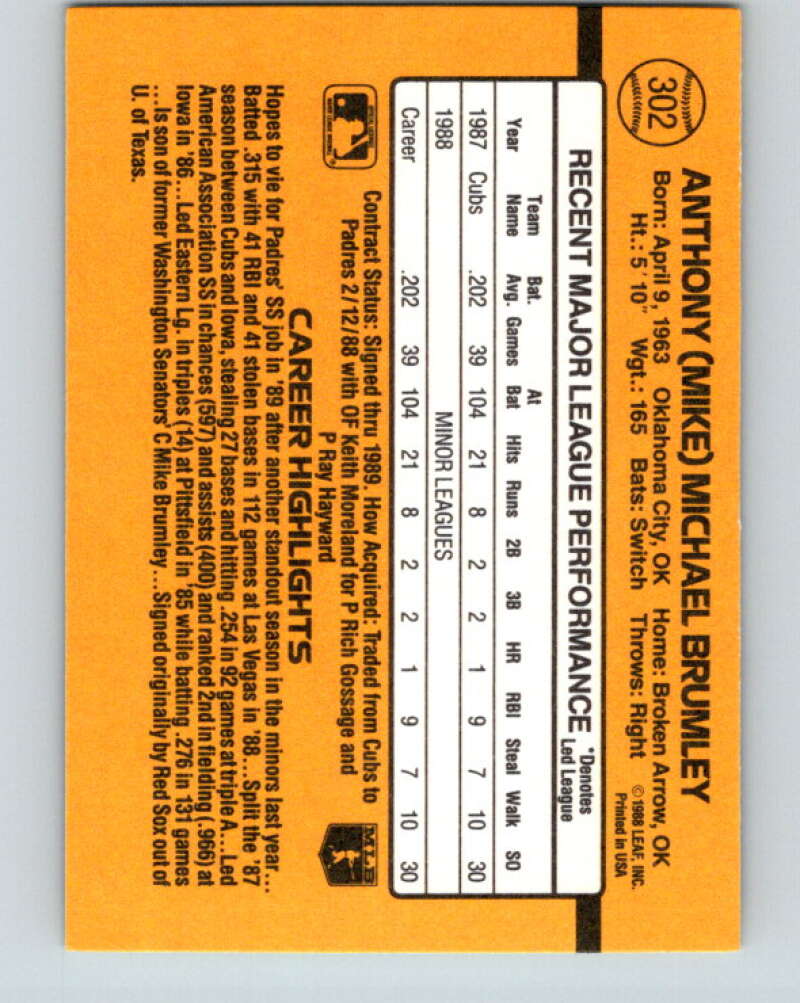 302
ANTHONY (MIKE) MICHAEL BRUMLEY
Born: April 9, 1963 Oklahoma City, OK Home: Broken Arrow, OK
Ht.: 5'10" Wgt.: 165 Bats: Switch Throws: Right
© 1988 LEAF, INC.
Printed in USA
RECENT MAJOR LEAGUE PERFORMANCE
*Denotes
Led League
Year Team Name Bat. Avg. Games At Bat Hits Runs 2B 3B HR RBI Steal Walk SO
1987 Cubs .202 39 104 21 8 2 2 1 9 7 10 30
1988 MINOR LEAGUES
Career .202 39 104 21 8 2 2 1 9 7 10 30
Contract Status: Signed thru 1989. How Acquired: Traded from Cubs to
Padres 2/12/88 with OF Keith Moreland for P Rich Gossage and
P Ray Hayward
MLB
CAREER HIGHLIGHTS
Hopes to vie for Padres' SS job in '89 after another standout season in the minors last year...
Batted .315 with 41 RBI and 41 stolen bases in 112 games at Las Vegas in '88...Split the '87
season between Cubs and Iowa, stealing 27 bases and hitting .254 in 92 games at triple A...Led
American Association SS in chances (597) and assists (400) and ranked 2nd in fielding (.966) at
Iowa in '86...Led Eastern Lg. in triples (14) at Pittsfield in '85 while batting .276 in 131 games
...Is son of former Washington Senators' C Mike Brumley...Signed originally by Red Sox out of
U. of Texas.